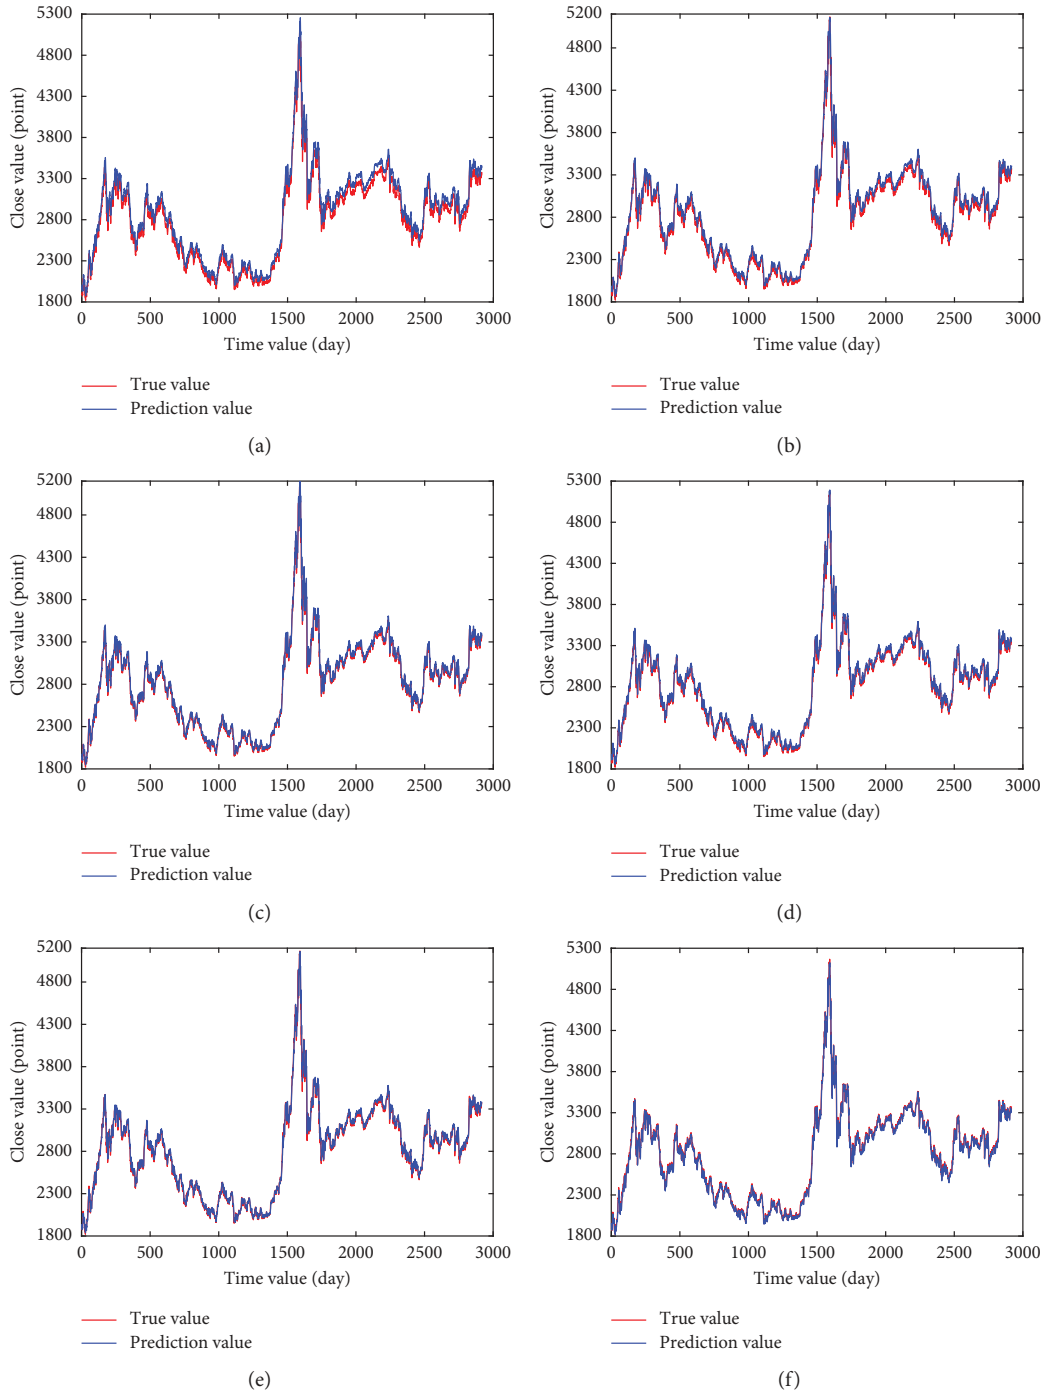 5300
4800
4300
3800
3300
2800
2300
1800
Close value (point)
0 500 1000 1500 2000 2500 3000
Time value (day)
True value
Prediction value
(a)
5200
4800
4300
3800
3300
2800
2300
1800
Close value (point)
0 500 1000 1500 2000 2500 3000
Time value (day)
True value
Prediction value
(b)
5200
4800
4300
3800
3300
2800
2300
1800
Close value (point)
0 500 1000 1500 2000 2500 3000
Time value (day)
True value
Prediction value
(c)
5300
4800
4300
3800
3300
2800
2300
1800
Close value (point)
0 500 1000 1500 2000 2500 3000
Time value (day)
True value
Prediction value
(d)
5200
4800
4300
3800
3300
2800
2300
1800
Close value (point)
0 500 1000 1500 2000 2500 3000
Time value (day)
True value
Prediction value
(e)
5300
4800
4300
3800
3300
2800
2300
1800
Close value (point)
0 500 1000 1500 2000 2500 3000
Time value (day)
True value
Prediction value
(f)